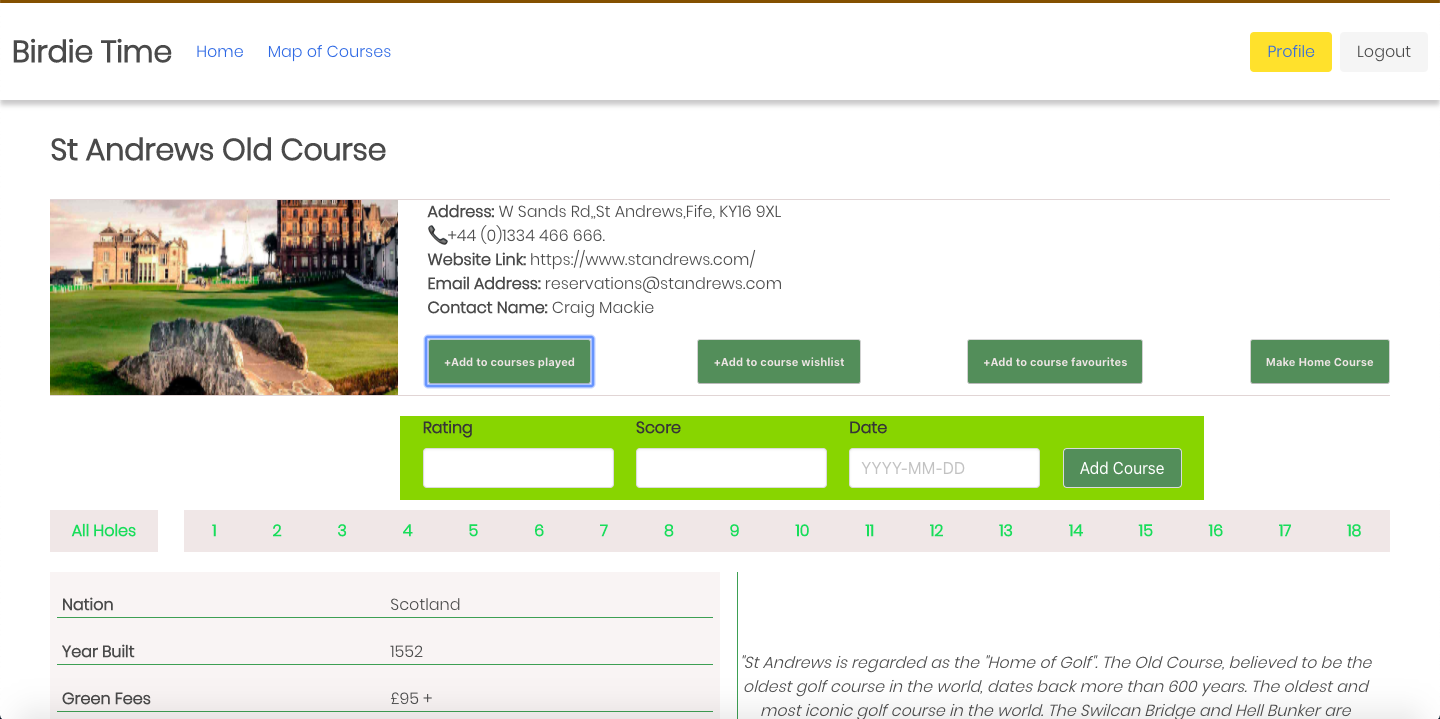 Birdie Time Home Map of Courses Profile Logout
St Andrews Old Course
Address: W Sands Rd,,St Andrews,Fife, KY16 9XL
+44 (0)1334 466 666.
Website Link: https://www.standrews.com/
Email Address: reservations@standrews.com
Contact Name: Craig Mackie
+Add to courses played +Add to course wishlist +Add to course favourites Make Home Course
Rating Score Date
YYYY-MM-DD Add Course
All Holes 1 2 3 4 5 6 7 8 9 10 11 12 13 14 15 16 17 18
Nation Scotland
Year Built 1552
Green Fees £95 +
"St Andrews is regarded as the "Home of Golf". The Old Course, believed to be the
oldest golf course in the world, dates back more than 600 years. The oldest and
most iconic golf course in the world. The Swilcan Bridge and Hell Bunker are